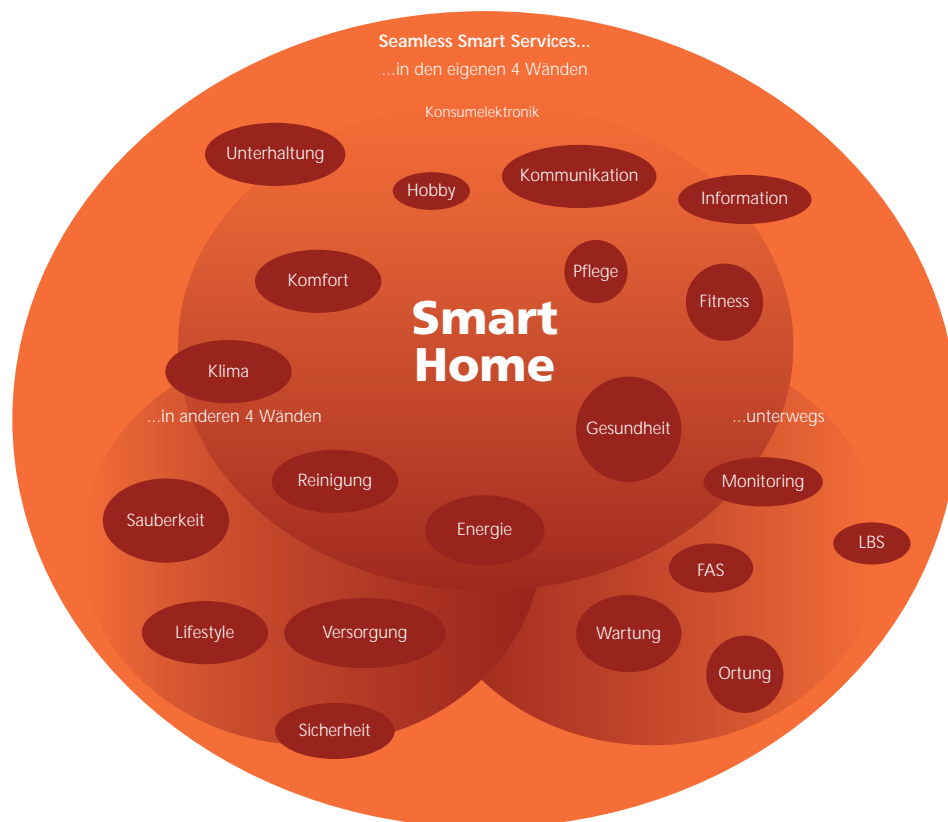 Seamless Smart Services...
...in den eigenen 4 Wänden
Konsumelektronik
Unterhaltung
Hobby
Kommunikation
Information
Komfort
Pflege
Fitness
Smart
Home
Klima
...in anderen 4 Wänden
Gesundheit
...unterwegs
Reinigung
Monitoring
Sauberkeit
Energie
LBS
FAS
Lifestyle
Versorgung
Wartung
Ortung
Sicherheit